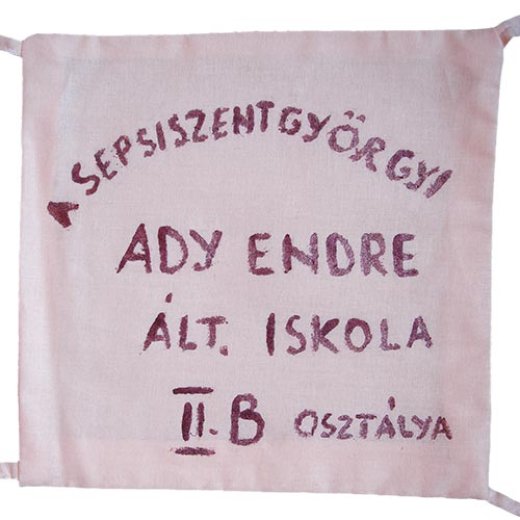 A SEPSISZENTGYÖRGYI
ADY ENDRE
ÁLT. ISKOLA
II. B OSZTÁLYA